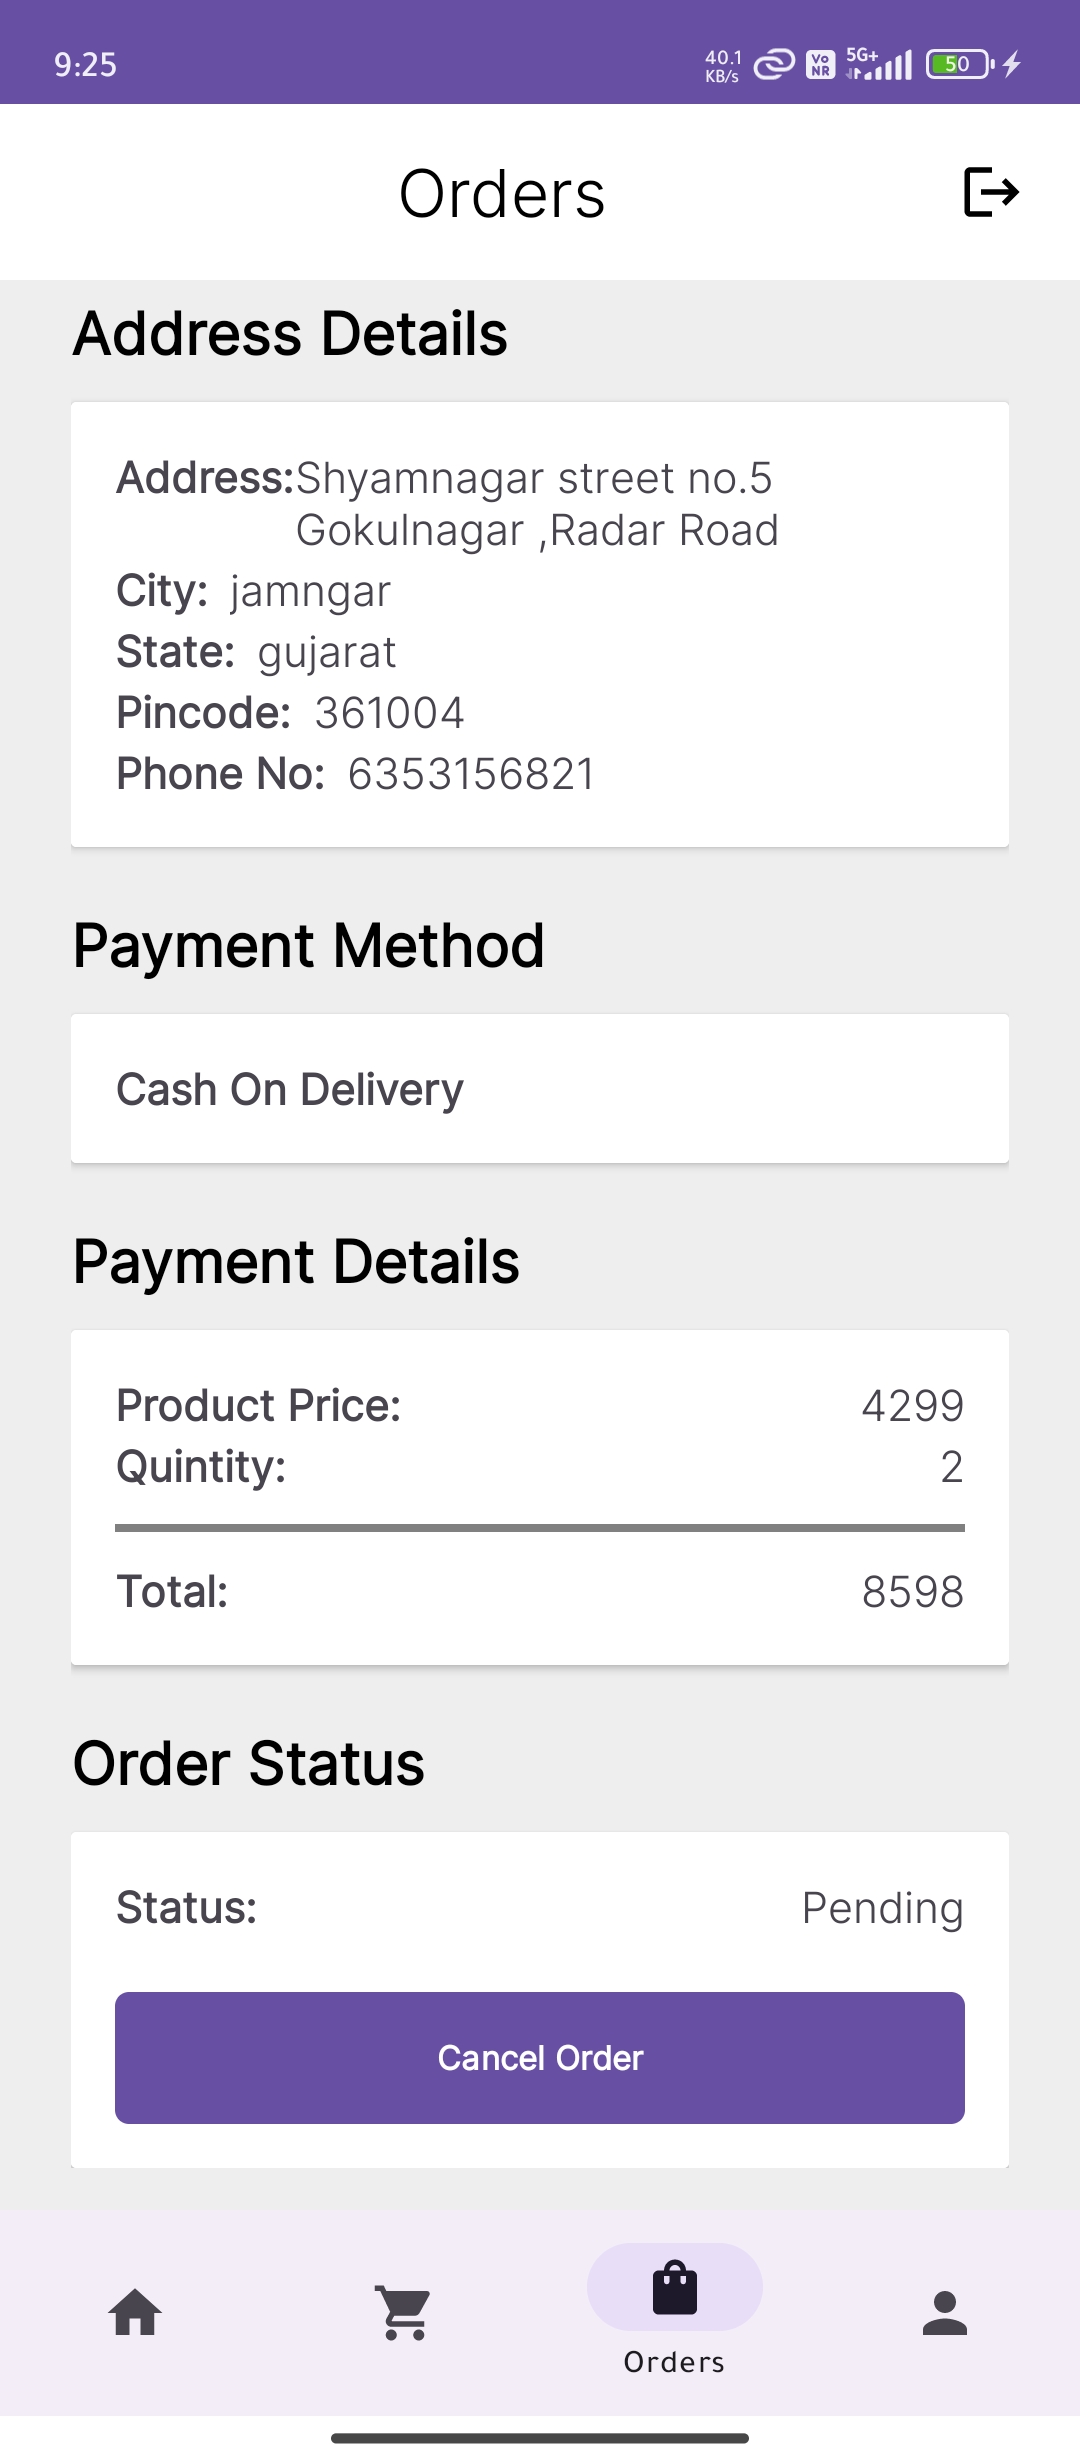 9:25
40.1
KB/s
Vo
NR
5G+
50
Orders
Address Details
Address:Shyamnagar street no.5
Gokulnagar ,Radar Road
City: jamngar
State: gujarat
Pincode: 361004
Phone No: 6353156821
Payment Method
Cash On Delivery
Payment Details
Product Price: 4299
Quintity: 2
Total: 8598
Order Status
Status: Pending
Cancel Order
Orders